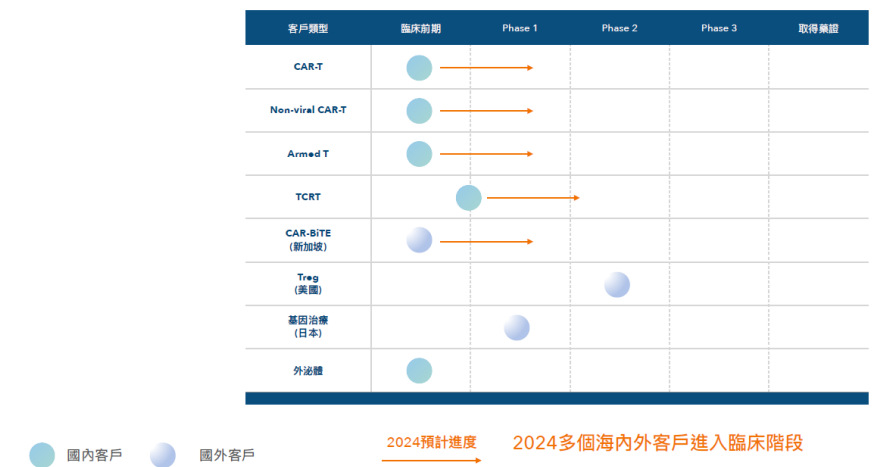 客戶類型 臨床前期 Phase 1 Phase 2 Phase 3 取得藥證
CAR-T
Non-viral CAR-T
Armed T
TCRT
CAR-BiTE
(新加坡)
Treg
(美國)
基因治療
(日本)
外泌體
國內客戶 國外客戶 2024預計進度 2024多個海內外客戶進入臨床階段